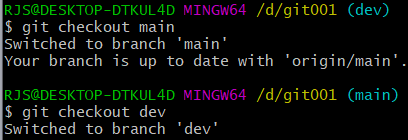 RJS@DESKTOP-DTKUL4D MINGW64 /d/git001 (dev)
$ git checkout main
Switched to branch 'main'
Your branch is up to date with 'origin/main'.
RJS@DESKTOP-DTKUL4D MINGW64 /d/git001 (main)
$ git checkout dev
Switched to branch 'dev'